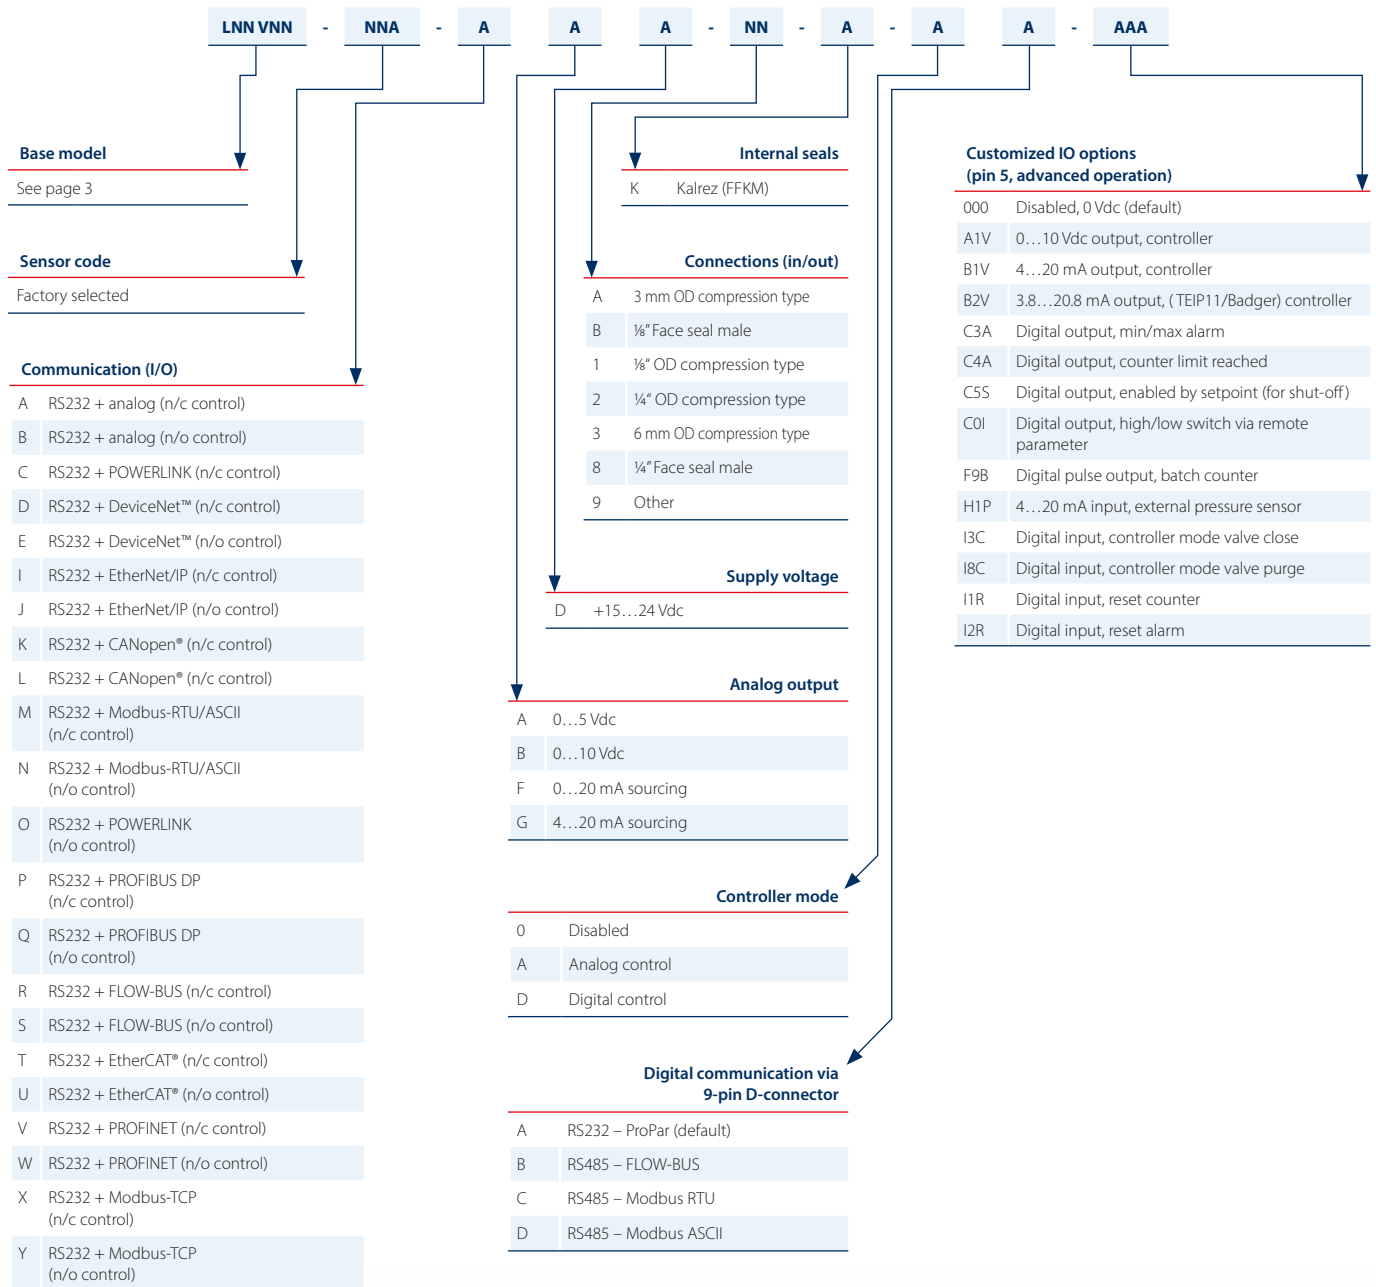 LNN VNN - NNA - A A A - NN - A - A A - AAA
Base model
See page 3
Sensor code
Factory selected
Communication (I/O)
A RS232 + analog (n/c control)
B RS232 + analog (n/o control)
C RS232 + POWERLINK (n/c control)
D RS232 + DeviceNet™ (n/c control)
E RS232 + DeviceNet™ (n/o control)
I RS232 + EtherNet/IP (n/c control)
J RS232 + EtherNet/IP (n/o control)
K RS232 + CANopen® (n/c control)
L RS232 + CANopen® (n/c control)
M RS232 + Modbus-RTU/ASCII
(n/c control)
N RS232 + Modbus-RTU/ASCII
(n/o control)
O RS232 + POWERLINK
(n/o control)
P RS232 + PROFIBUS DP
(n/c control)
Q RS232 + PROFIBUS DP
(n/o control)
R RS232 + FLOW-BUS (n/c control)
S RS232 + FLOW-BUS (n/o control)
T RS232 + EtherCAT® (n/c control)
U RS232 + EtherCAT® (n/o control)
V RS232 + PROFINET (n/c control)
W RS232 + PROFINET (n/o control)
X RS232 + Modbus-TCP
(n/c control)
Y RS232 + Modbus-TCP
(n/o control)
Internal seals
K Kalrez (FFKM)
Connections (in/out)
A 3 mm OD compression type
B ⅛” Face seal male
1 ⅛“ OD compression type
2 ¼“ OD compression type
3 6 mm OD compression type
8 ¼” Face seal male
9 Other
Supply voltage
D +15…24 Vdc
Analog output
A 0…5 Vdc
B 0…10 Vdc
F 0…20 mA sourcing
G 4…20 mA sourcing
Controller mode
0 Disabled
A Analog control
D Digital control
Digital communication via
9-pin D-connector
A RS232 – ProPar (default)
B RS485 – FLOW-BUS
C RS485 – Modbus RTU
D RS485 – Modbus ASCII
Customized IO options
(pin 5, advanced operation)
000 Disabled, 0 Vdc (default)
A1V 0…10 Vdc output, controller
B1V 4…20 mA output, controller
B2V 3.8…20.8 mA output, ( TEIP11/Badger) controller
C3A Digital output, min/max alarm
C4A Digital output, counter limit reached
C5S Digital output, enabled by setpoint (for shut-off)
C0I Digital output, high/low switch via remote
parameter
F9B Digital pulse output, batch counter
H1P 4…20 mA input, external pressure sensor
I3C Digital input, controller mode valve close
I8C Digital input, controller mode valve purge
I1R Digital input, reset counter
I2R Digital input, reset alarm